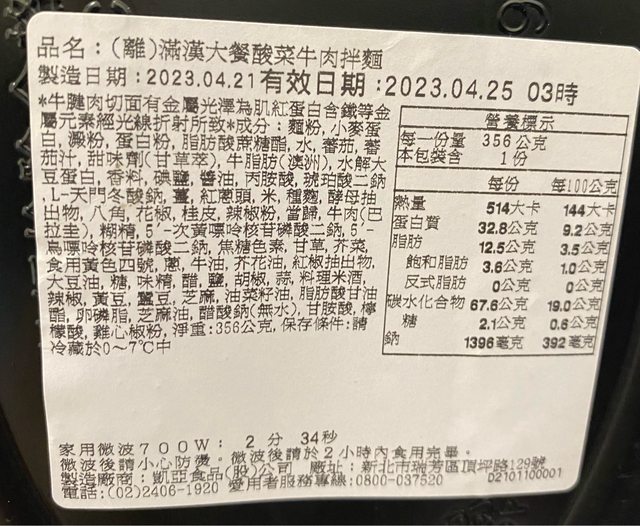 品名：(離)滿漢大餐酸菜牛肉拌麵
製造日期：2023.04.21有效日期：2023.04.25 03時
*牛腱肉切面有金屬光澤為肌紅蛋白含鐵等金
屬元素經光線折射所致*成分：麵粉，小麥蛋
白，澱粉，蛋白粉，脂肪酸蔗糖酯，水，蕃茄，蕃
茄汁，甜味劑(甘草萃)，牛脂肪(澳洲)，水解大
豆蛋白，香料，碘鹽，醬油，丙胺酸，琥珀酸二鈉
，L-天門冬酸鈉，薑，紅蔥頭，米，種麴，酵母抽
出物，八角，花椒，桂皮，辣椒粉，當歸，牛肉(巴
拉圭)，糊精，5'-次黃嘌呤核苷磷酸二鈉，5'-
鳥嘌呤核苷磷酸二鈉，焦糖色素，甘草，芥菜，
食用黃色四號，蔥，牛油，芥花油，紅椒抽出物，
大豆油，糖，味精，醋，鹽，胡椒，蒜，料理米酒，
辣椒，黃豆，蠶豆，芝麻，油菜籽油，脂肪酸甘油
酯，卵磷脂，芝麻油，醋酸鈉(無水)，甘胺酸，檸
檬酸，雞心椒粉，淨重：356公克，保存條件：請
冷藏於0～7℃中
營養標示
每一份量 356公克
本包裝含 1份
每份 每100公克
熱量 514大卡 144大卡
蛋白質 32.8公克 9.2公克
脂肪 12.5公克 3.5公克
飽和脂肪 3.6公克 1.0公克
反式脂肪 0公克 0公克
碳水化合物 67.6公克 19.0公克
糖 2.1公克 0.6公克
鈉 1396毫克 392毫克
家用微波700W： 2 分 34秒
微波後請小心防燙。微波後請於2小時內食用完畢。
製造廠商：凱亞食品(股)公司 廠址：新北市瑞芳區頂坪路129號
電話：(02)2406-1920 愛用者服務專線：0800-037520 D2101100001